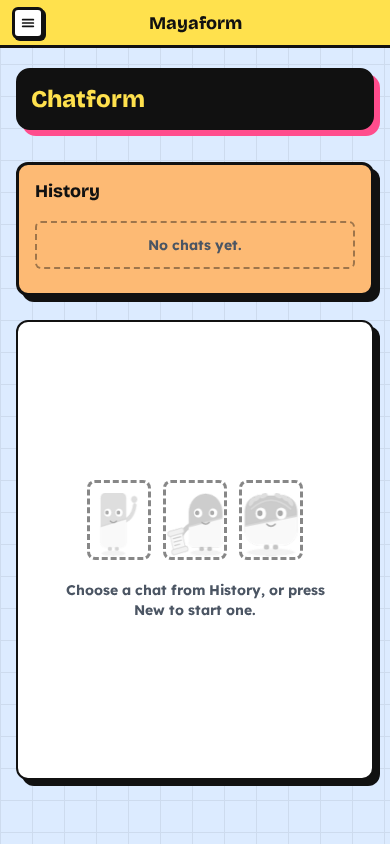 Mayaform
Chatform
History
No chats yet.
Choose a chat from History, or press
New to start one.